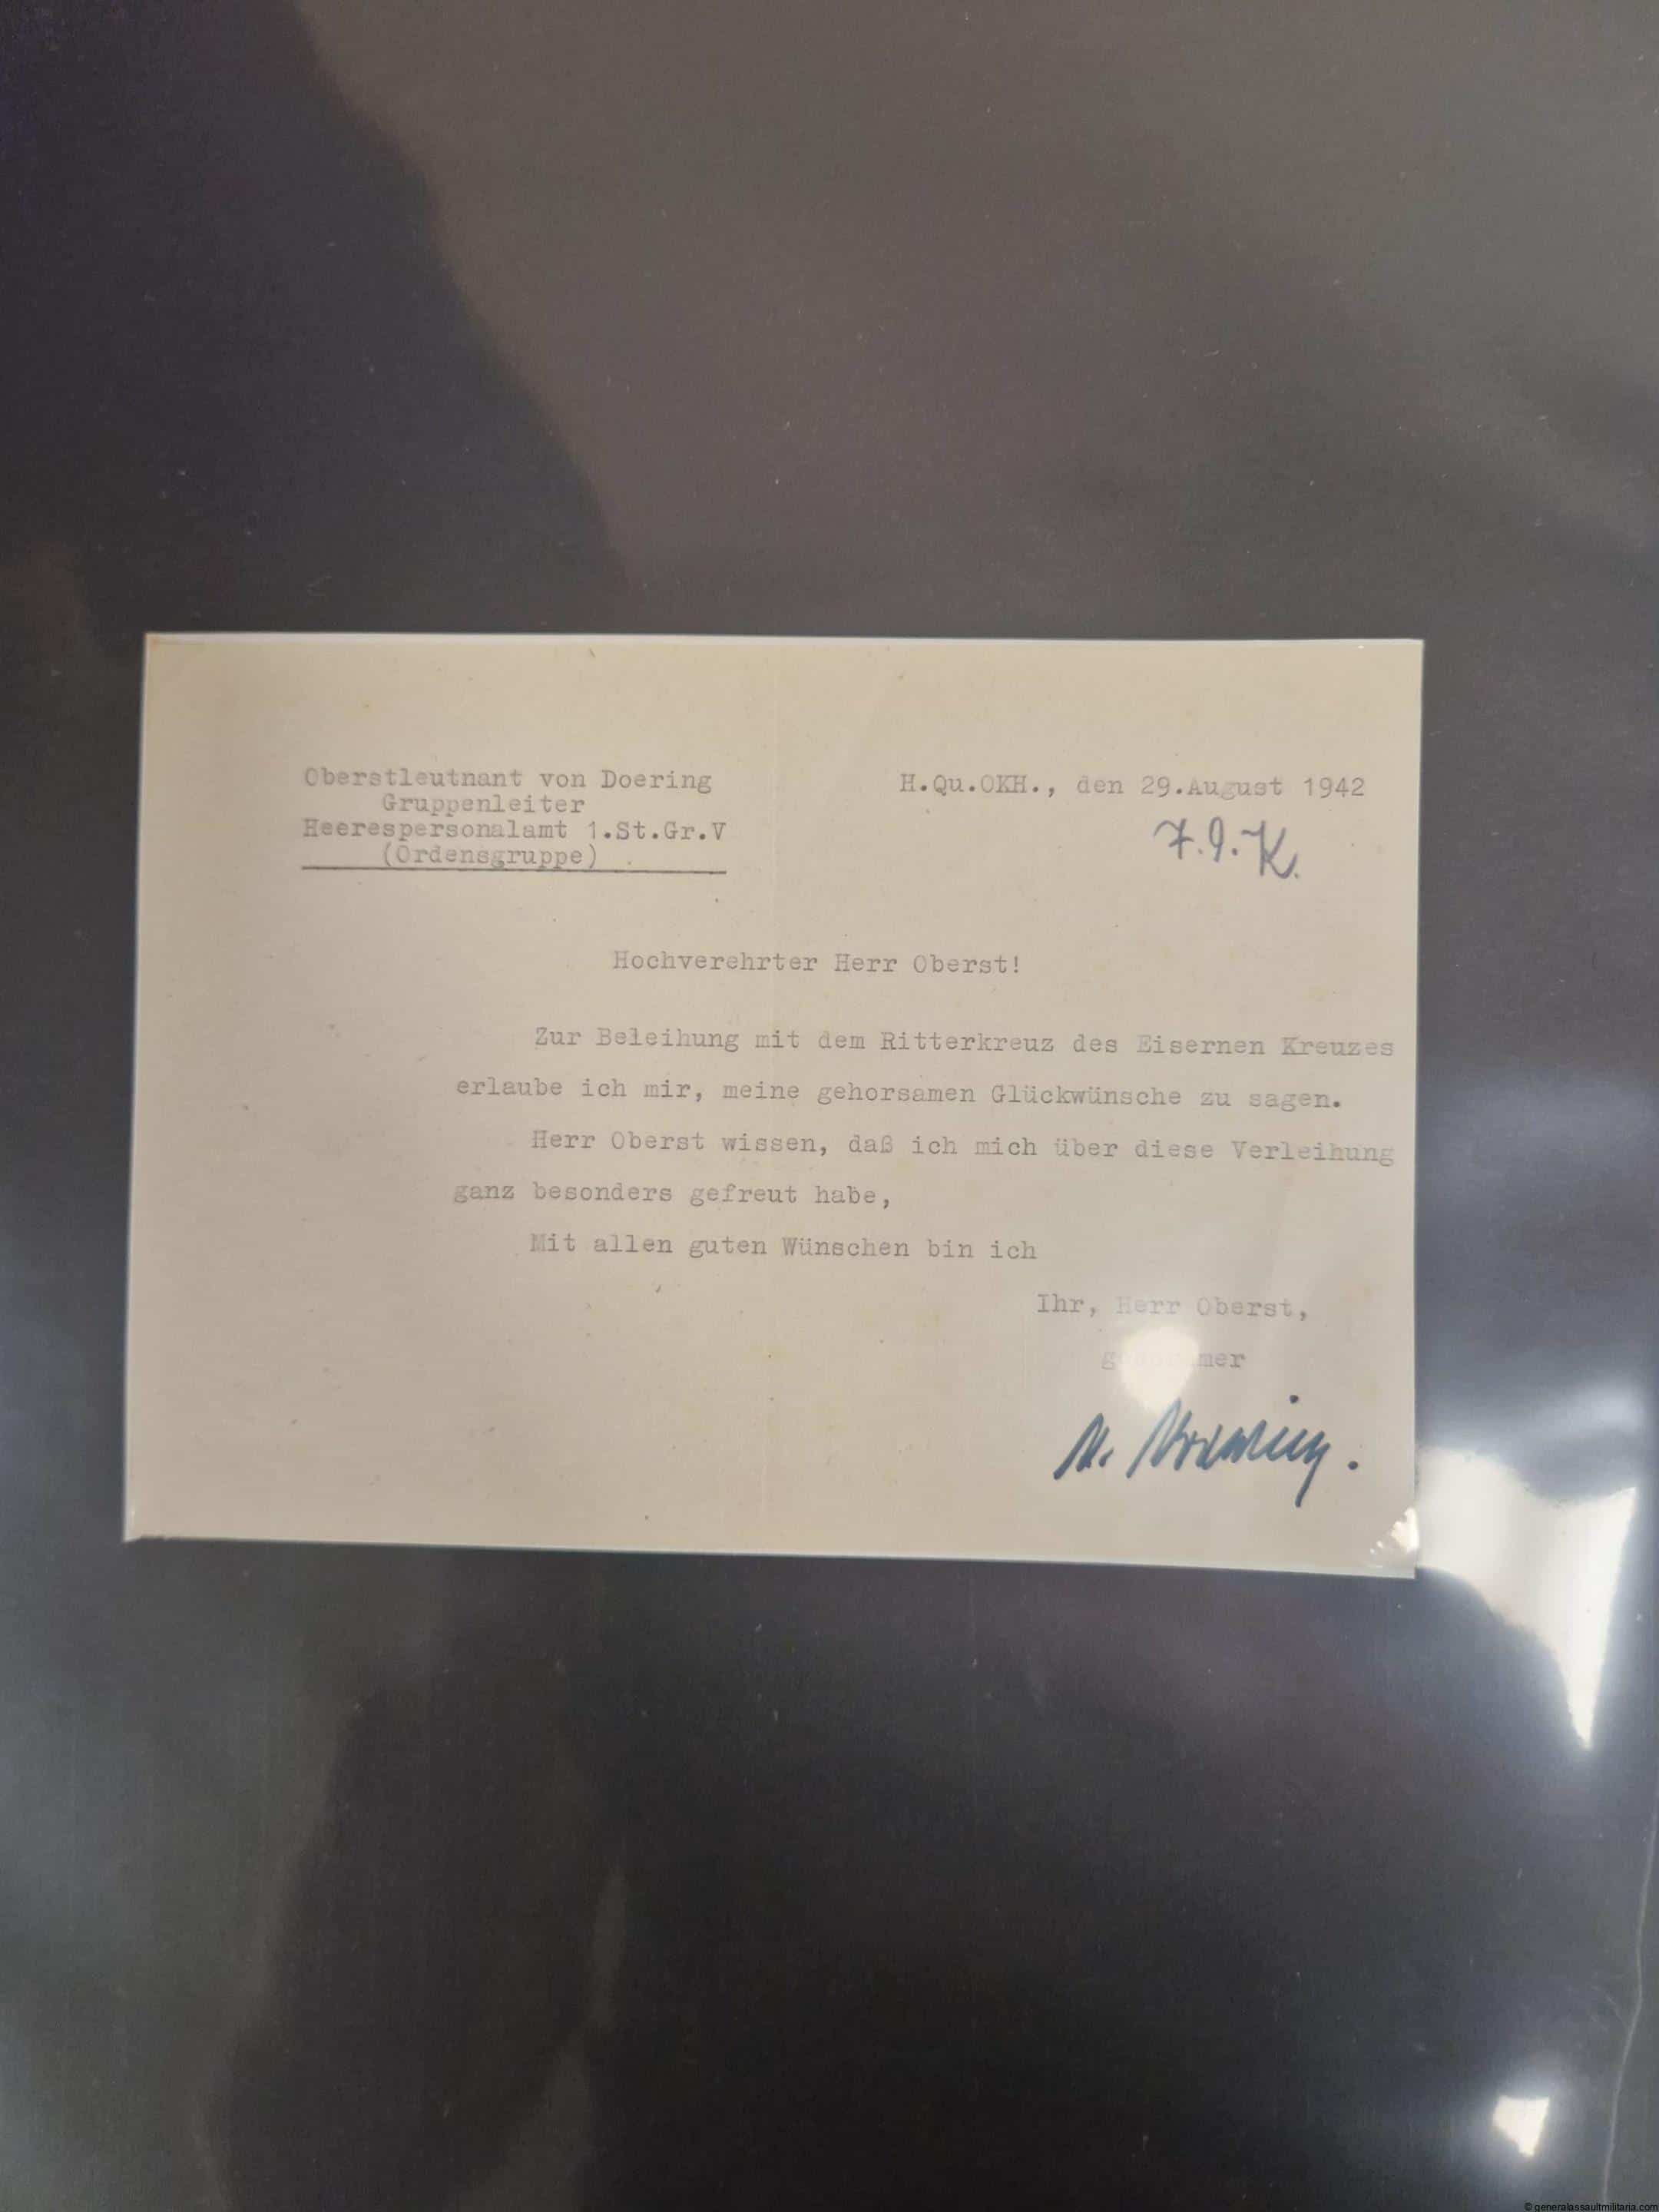 Oberstleutnant von Doering
Gruppenleiter
Heerespersonalamt 1.St.Gr.V
(Ordensgruppe)
H.Qu.OKH., den 29.August 1942
7.9.K.
Hochverehrter Herr Oberst!
Zur Beleihung mit dem Ritterkreuz des Eisernen Kreuzes
erlaube ich mir, meine gehorsamen Glückwünsche zu sagen.
Herr Oberst wissen, daß ich mich über diese Verleihung
ganz besonders gefreut habe,
Mit allen guten Wünschen bin ich
Ihr, Herr Oberst,
v. Doering.
© generalassaultmilitaria.com